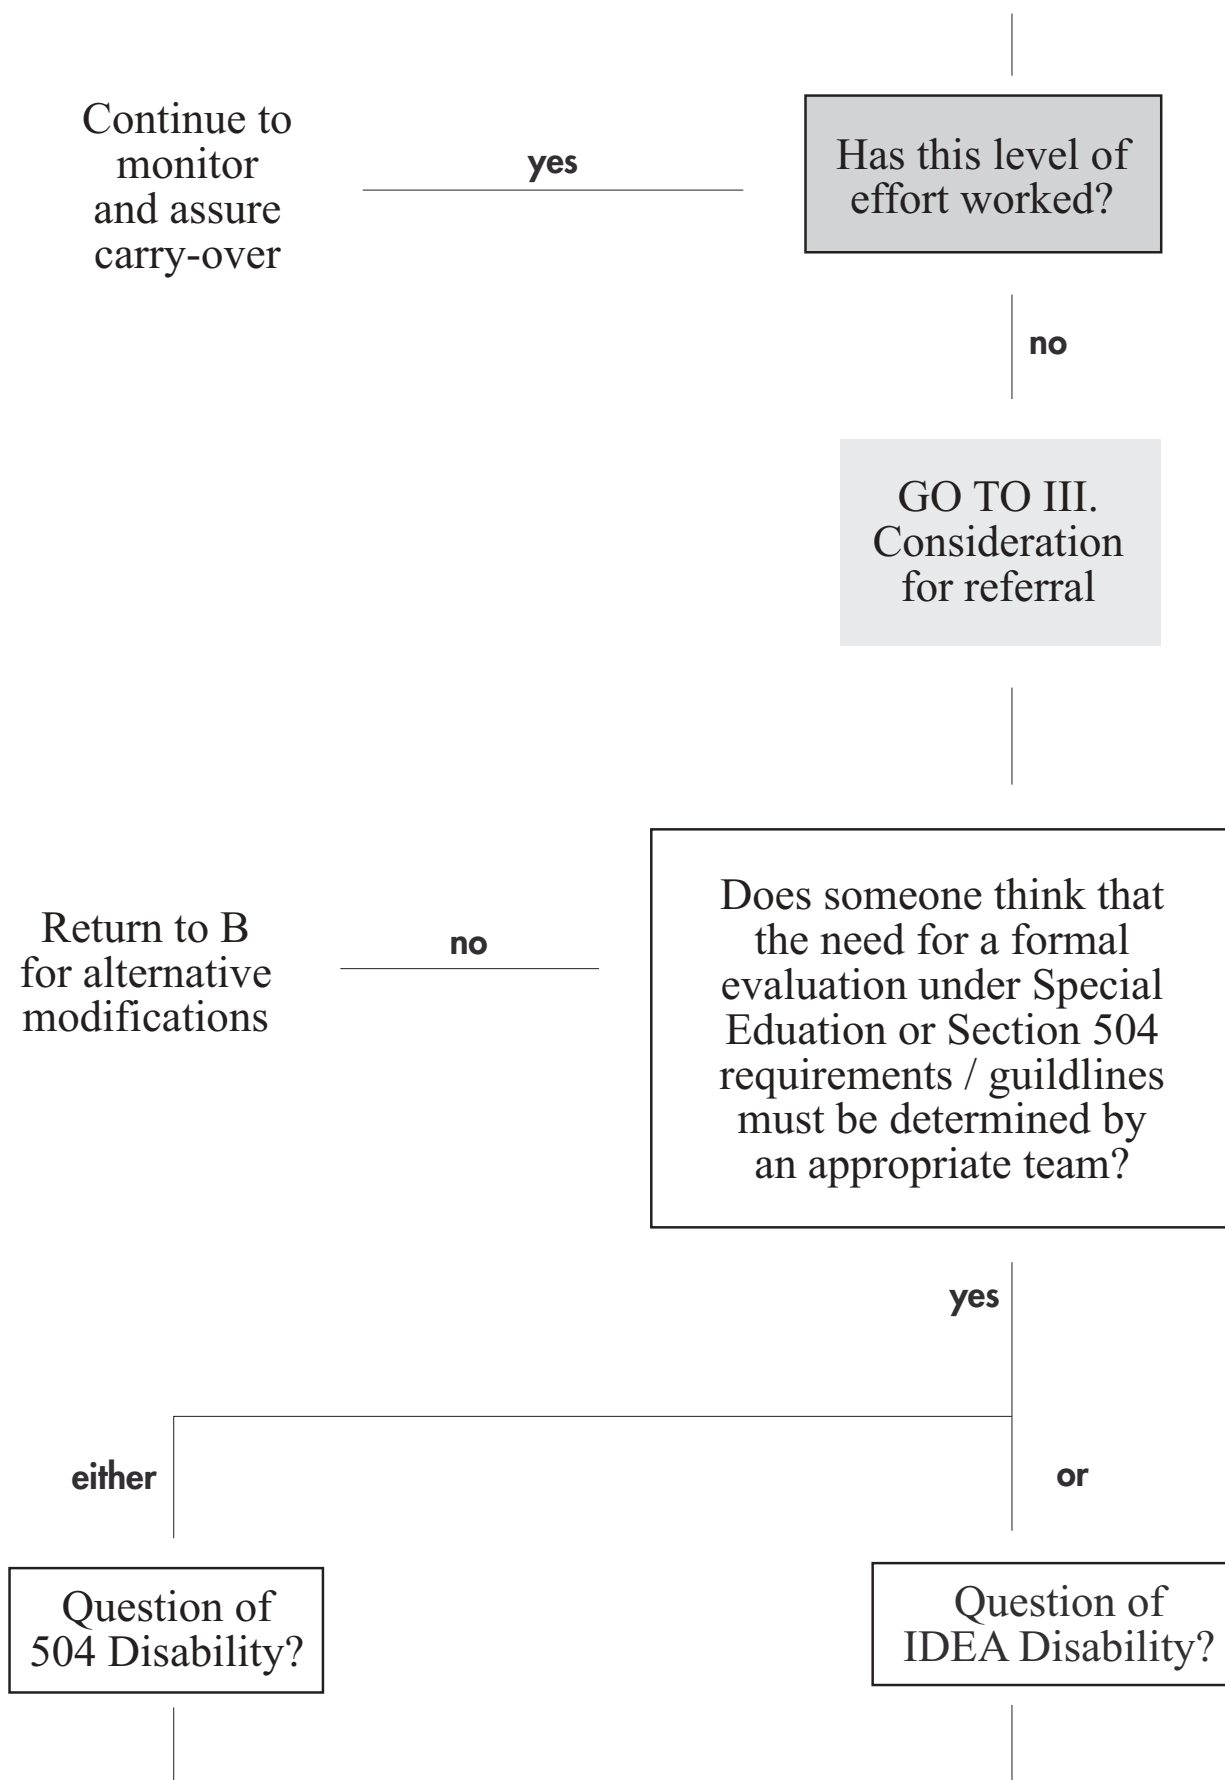 Continue to
monitor
and assure
carry-over
yes
Has this level of
effort worked?
no
GO TO III.
Consideration
for referral
Return to B
for alternative
modifications
no
Does someone think that
the need for a formal
evaluation under Special
Eduation or Section 504
requirements / guildlines
must be determined by
an appropriate team?
yes
either
or
Question of
504 Disability?
Question of
IDEA Disability?